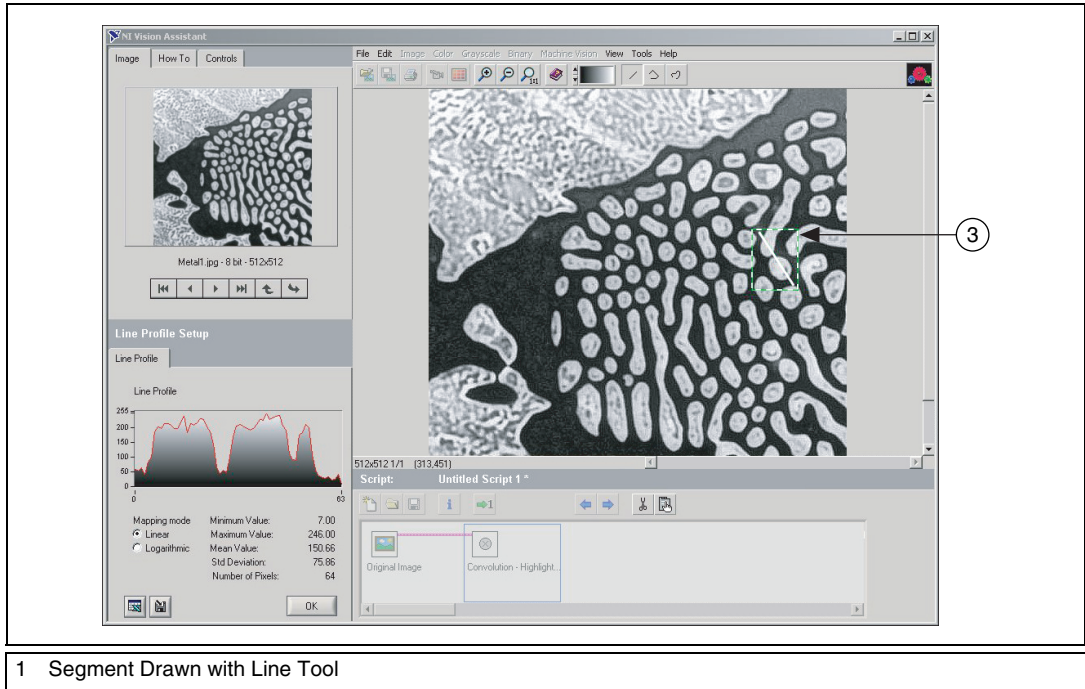 NI Vision Assistant
Image How To Controls
File Edit Image Color Grayscale Binary Machine Vision View Tools Help
1:1
Metal1.jpg - 8 bit - 512x512
3
Line Profile Setup
Line Profile
Line Profile
255
200
150
100
50
0
0 63
Mapping mode
Linear
Logarithmic
Minimum Value: 7.00
Maximum Value: 246.00
Mean Value: 150.66
Std Deviation: 75.86
Number of Pixels: 64
OK
512x512 1/1 (313,451)
Script: Untitled Script 1 *
i 1
Original Image Convolution - Highlight...
1 Segment Drawn with Line Tool